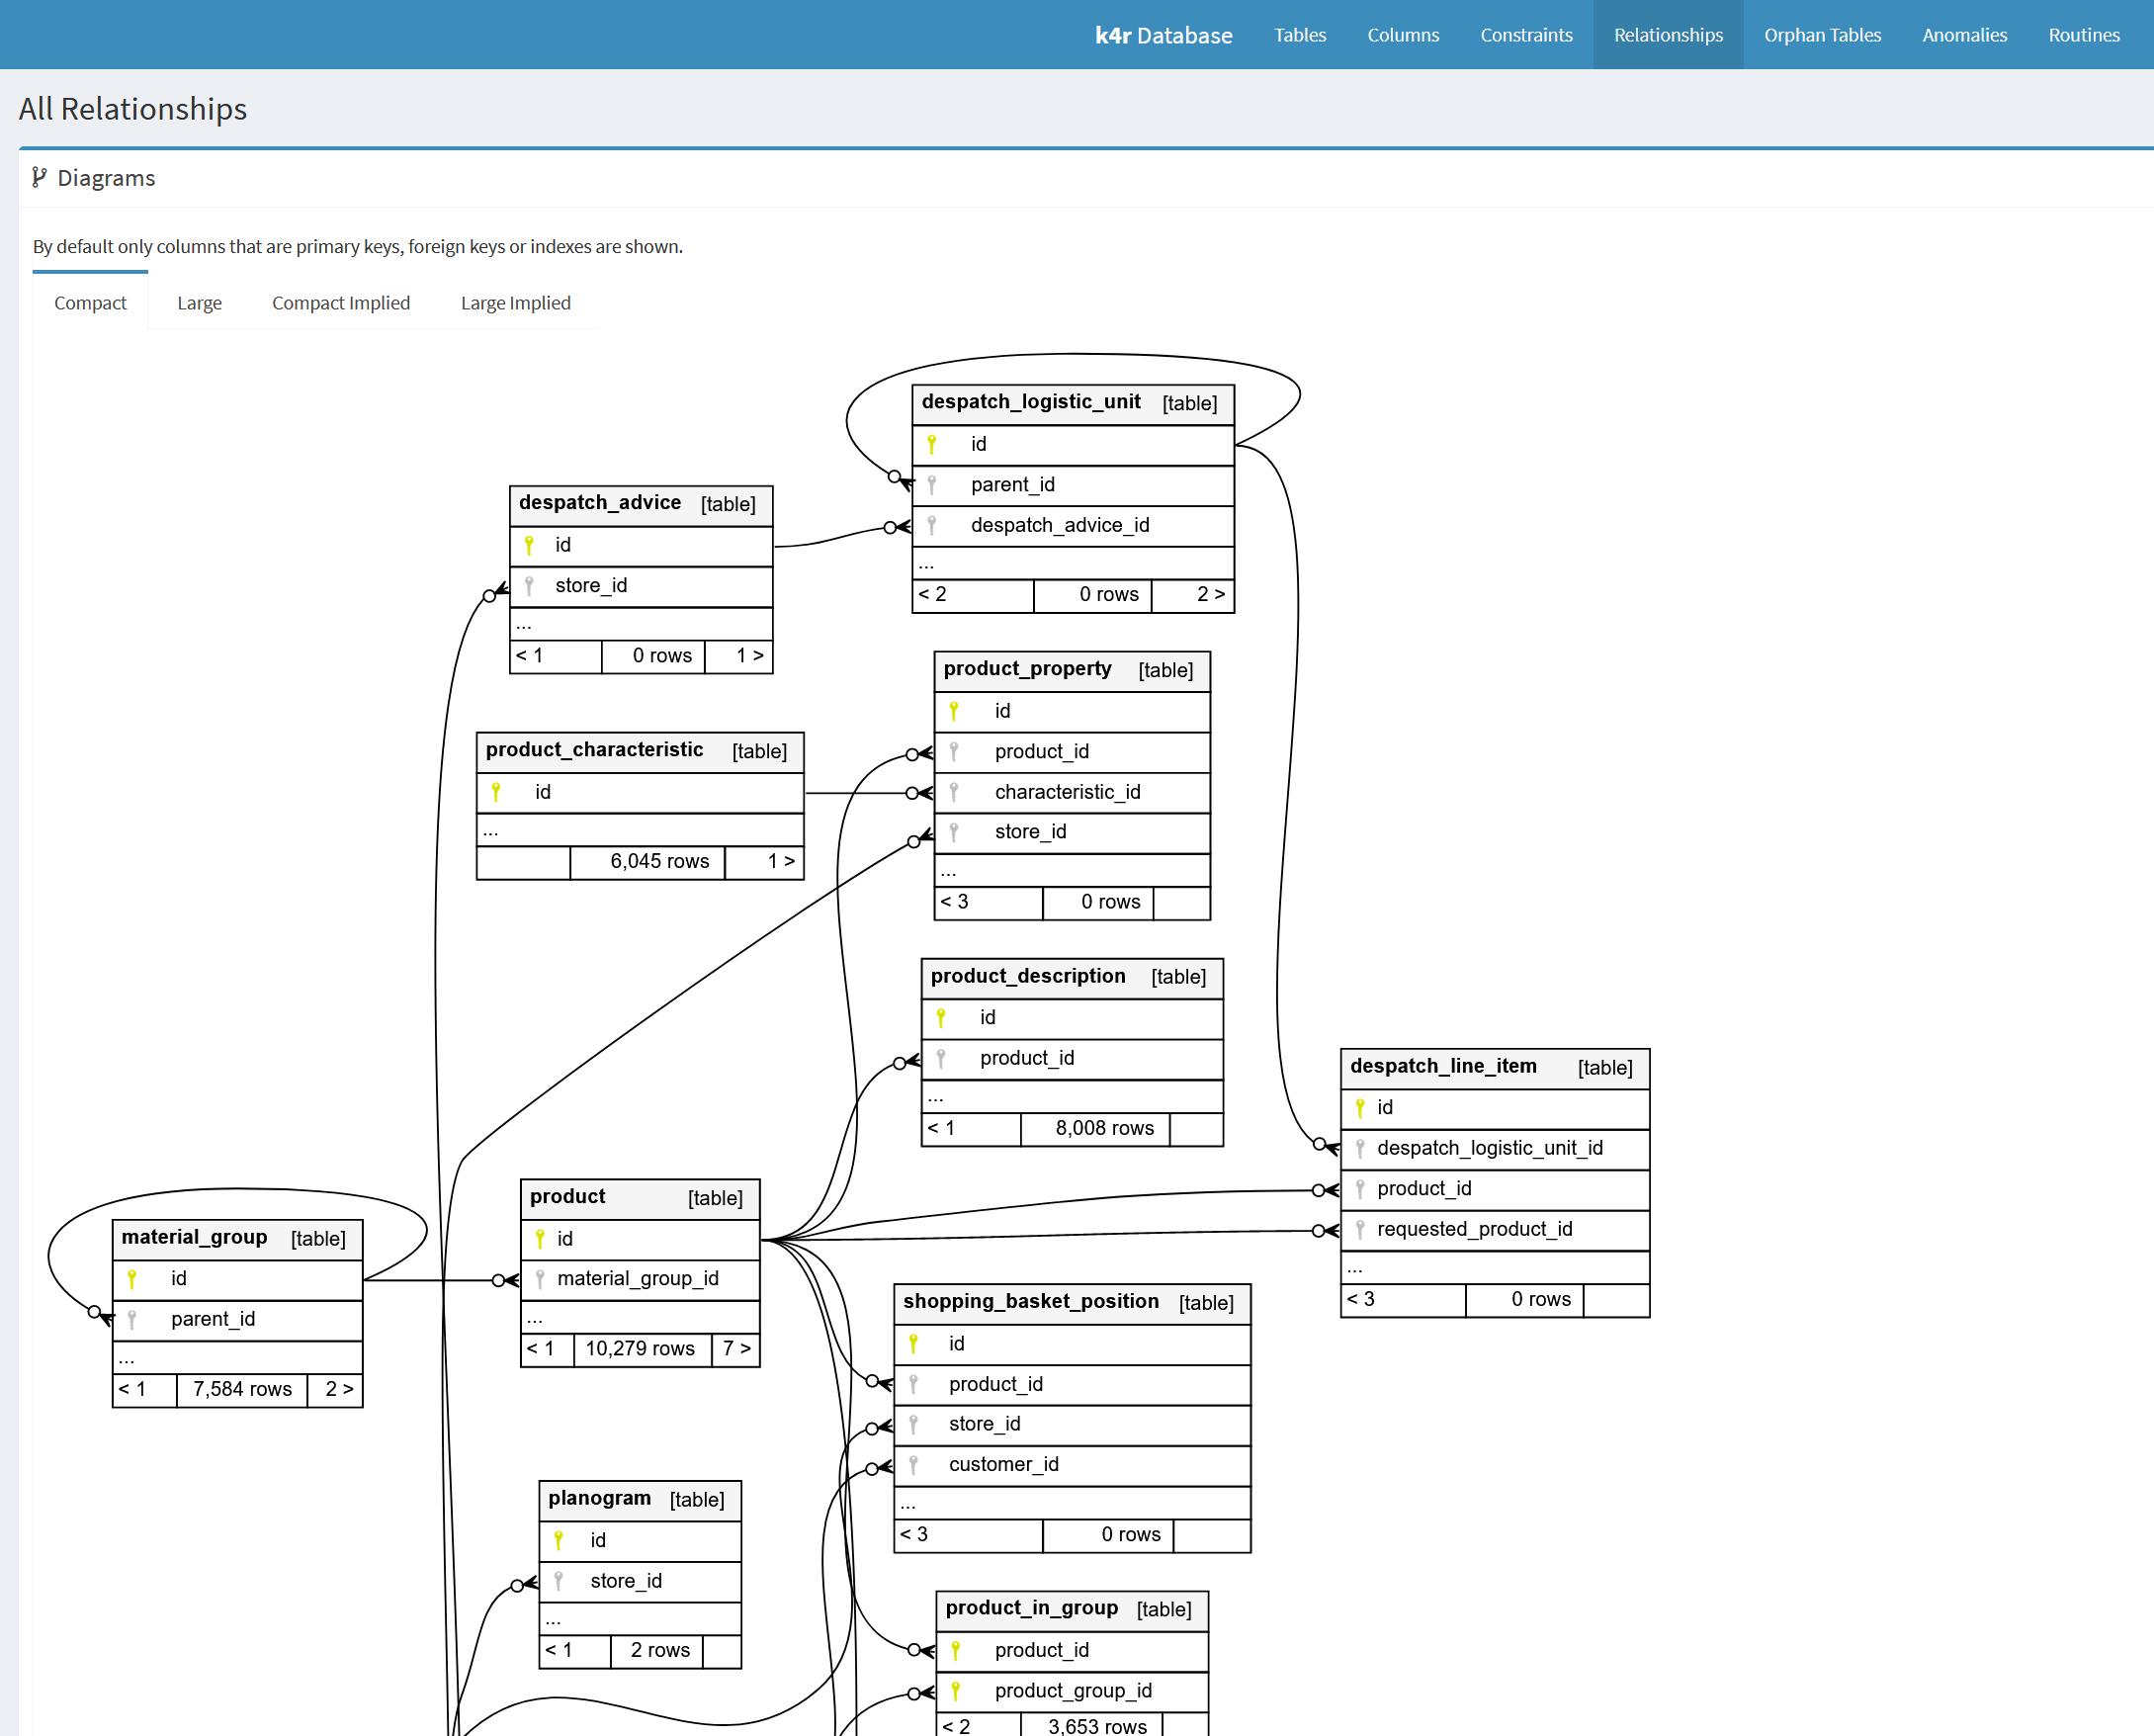 k4r Database Tables Columns Constraints Relationships Orphan Tables Anomalies Routines
All Relationships
Diagrams
By default only columns that are primary keys, foreign keys or indexes are shown.
Compact Large Compact Implied Large Implied
despatch_logistic_unit [table]
id
parent_id
despatch_advice_id
...
< 2 0 rows 2 >
despatch_advice [table]
id
store_id
...
< 1 0 rows 1 >
product_property [table]
id
product_id
characteristic_id
store_id
...
< 3 0 rows
product_characteristic [table]
id
...
6,045 rows 1 >
product_description [table]
id
product_id
...
< 1 8,008 rows
despatch_line_item [table]
id
despatch_logistic_unit_id
product_id
requested_product_id
...
< 3 0 rows
product [table]
id
material_group_id
...
< 1 10,279 rows 7 >
material_group [table]
id
parent_id
...
< 1 7,584 rows 2 >
shopping_basket_position [table]
id
product_id
store_id
customer_id
...
< 3 0 rows
planogram [table]
id
store_id
...
< 1 2 rows
product_in_group [table]
product_id
product_group_id
< 2 3,653 rows